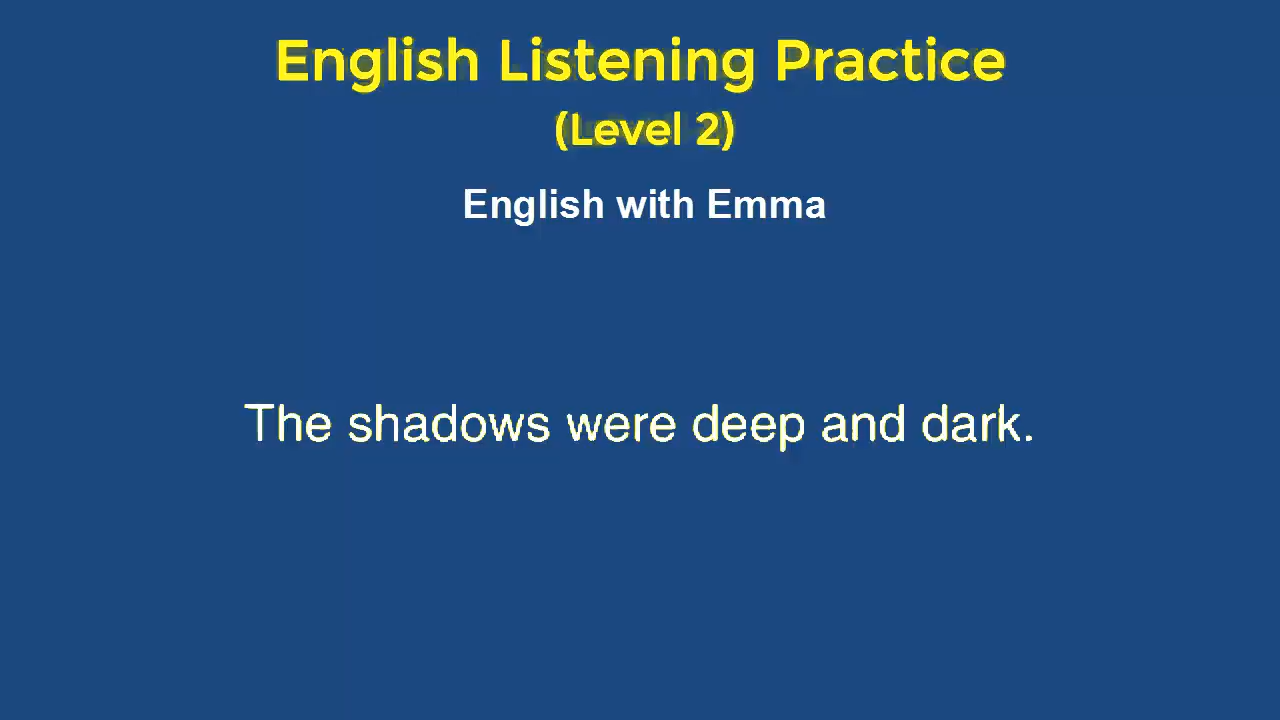 English Listening Practice
(Level 2)
English with Emma
The shadows were deep and dark.